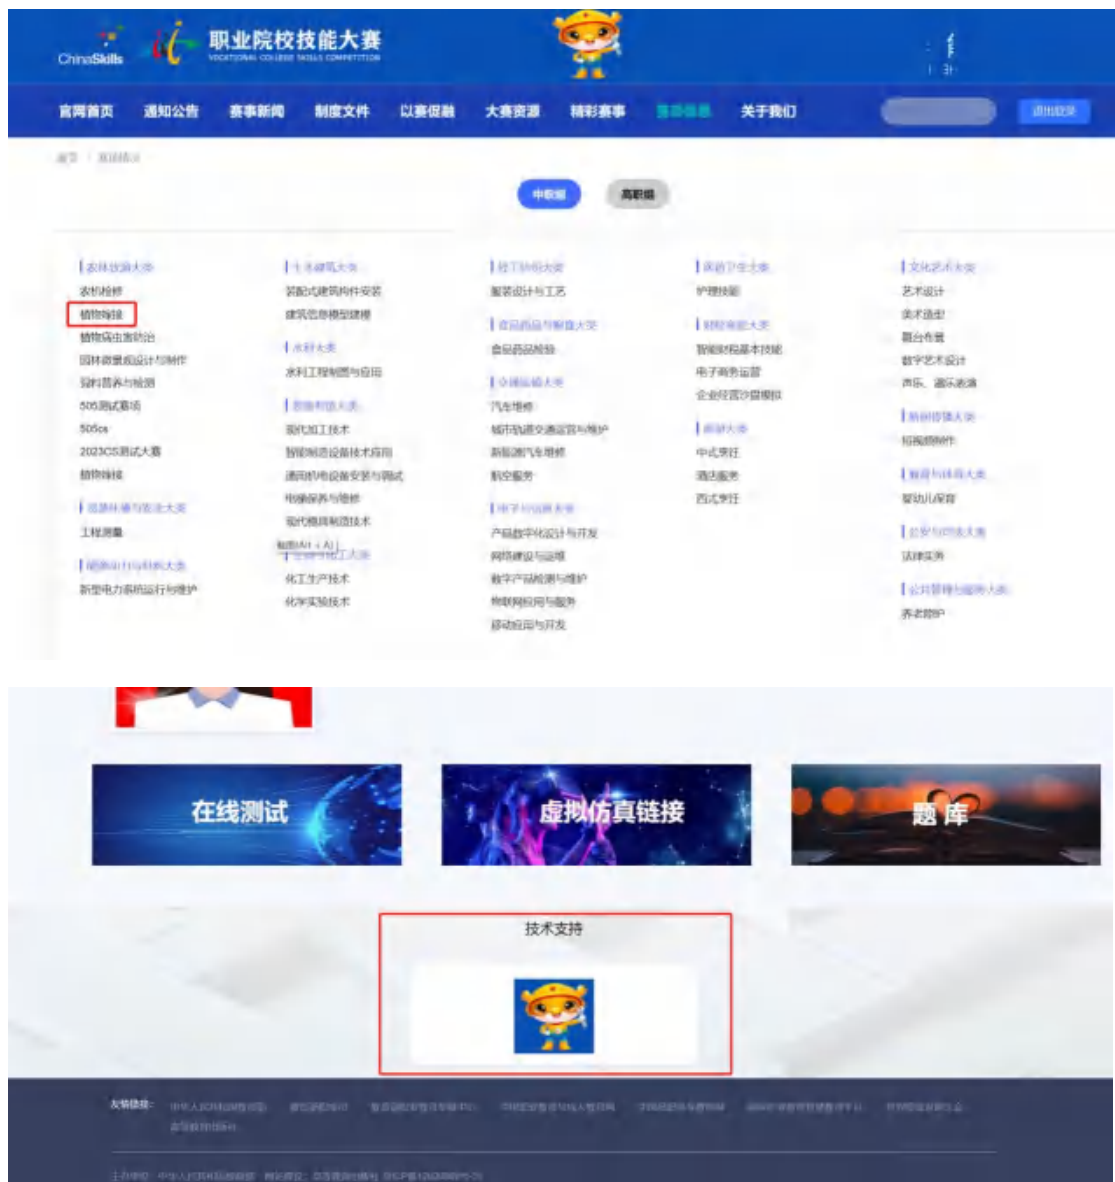 ChinaSkills
职业院校技能大赛
VOCATIONAL COLLEGE SKILLS COMPETITION
官网首页 通知公告 赛事新闻 制度文件 以赛促融 大赛资源 精彩赛事 关于我们
退出登录
中职组 高职组
农机检修
植物嫁接
植物病虫害防治
园林微景观设计与制作
饲料营养与检测
505测试赛项
505cs
2023CS测试大赛
植物嫁接
工程测量
新型电力系统运行与维护
土木建筑大类
装配式建筑构件安装
建筑信息模型建模
水利大类
水利工程制图与应用
现代加工技术
智能制造设备技术应用
通用机电设备安装与调试
电梯保养与维修
现代模具制造技术
截图(Alt + A)
化工生产技术
化学实验技术
服装设计与工艺
食品药品与粮食大类
食品药品检验
交通运输大类
汽车维修
城市轨道交通运营与维护
新能源汽车维修
航空服务
电子与信息大类
产品数字化设计与开发
网络建设与运维
数字产品检测与维护
物联网应用与服务
移动应用与开发
医药卫生大类
护理技能
财经商贸大类
智能财税基本技能
电子商务运营
企业经营沙盘模拟
旅游大类
中式烹饪
酒店服务
西式烹饪
文化艺术大类
艺术设计
美术造型
舞台布景
数字艺术设计
声乐、器乐表演
新闻传播大类
短视频制作
教育与体育大类
婴幼儿保育
公安与司法大类
法律实务
公共管理与服务大类
养老照护
在线测试
虚拟仿真链接
题库
技术支持
友情链接: